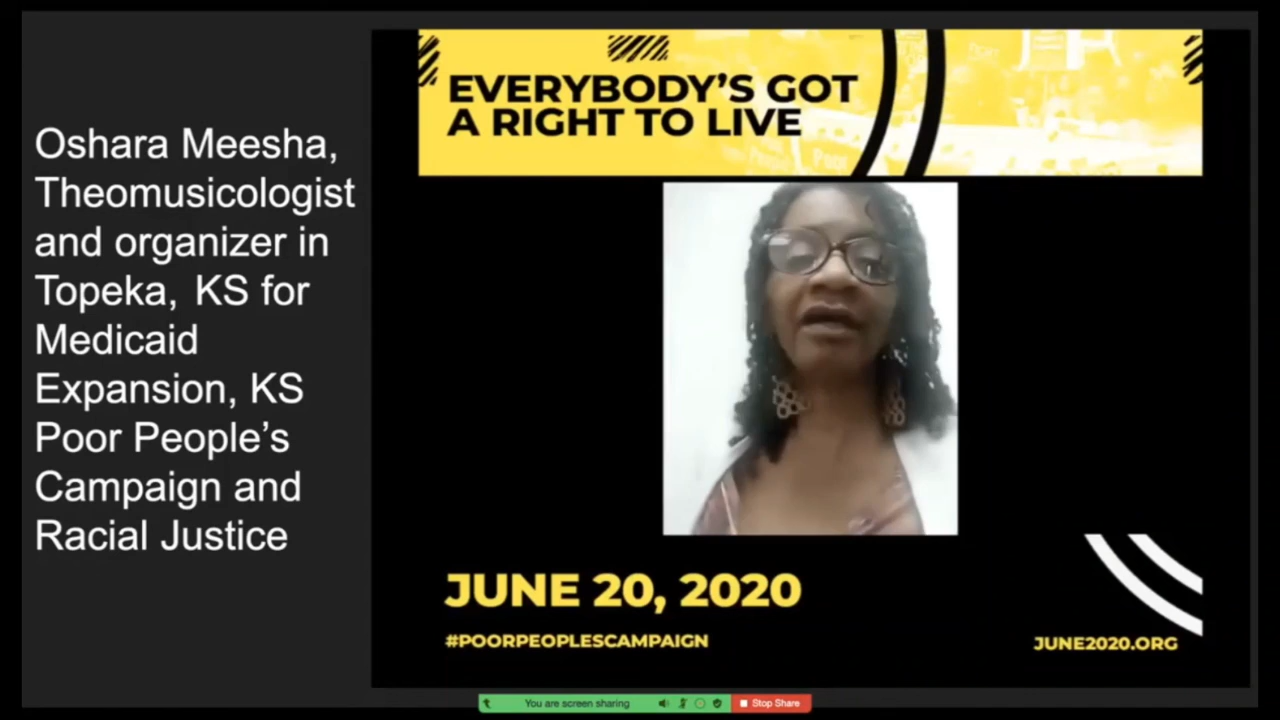 Oshara Meesha,
Theomusicologist
and organizer in
Topeka, KS for
Medicaid
Expansion, KS
Poor People’s
Campaign and
Racial Justice
EVERYBODY’S GOT
A RIGHT TO LIVE
JUNE 20, 2020
#POORPEOPLESCAMPAIGN
JUNE2020.ORG
You are screen sharing
Stop Share